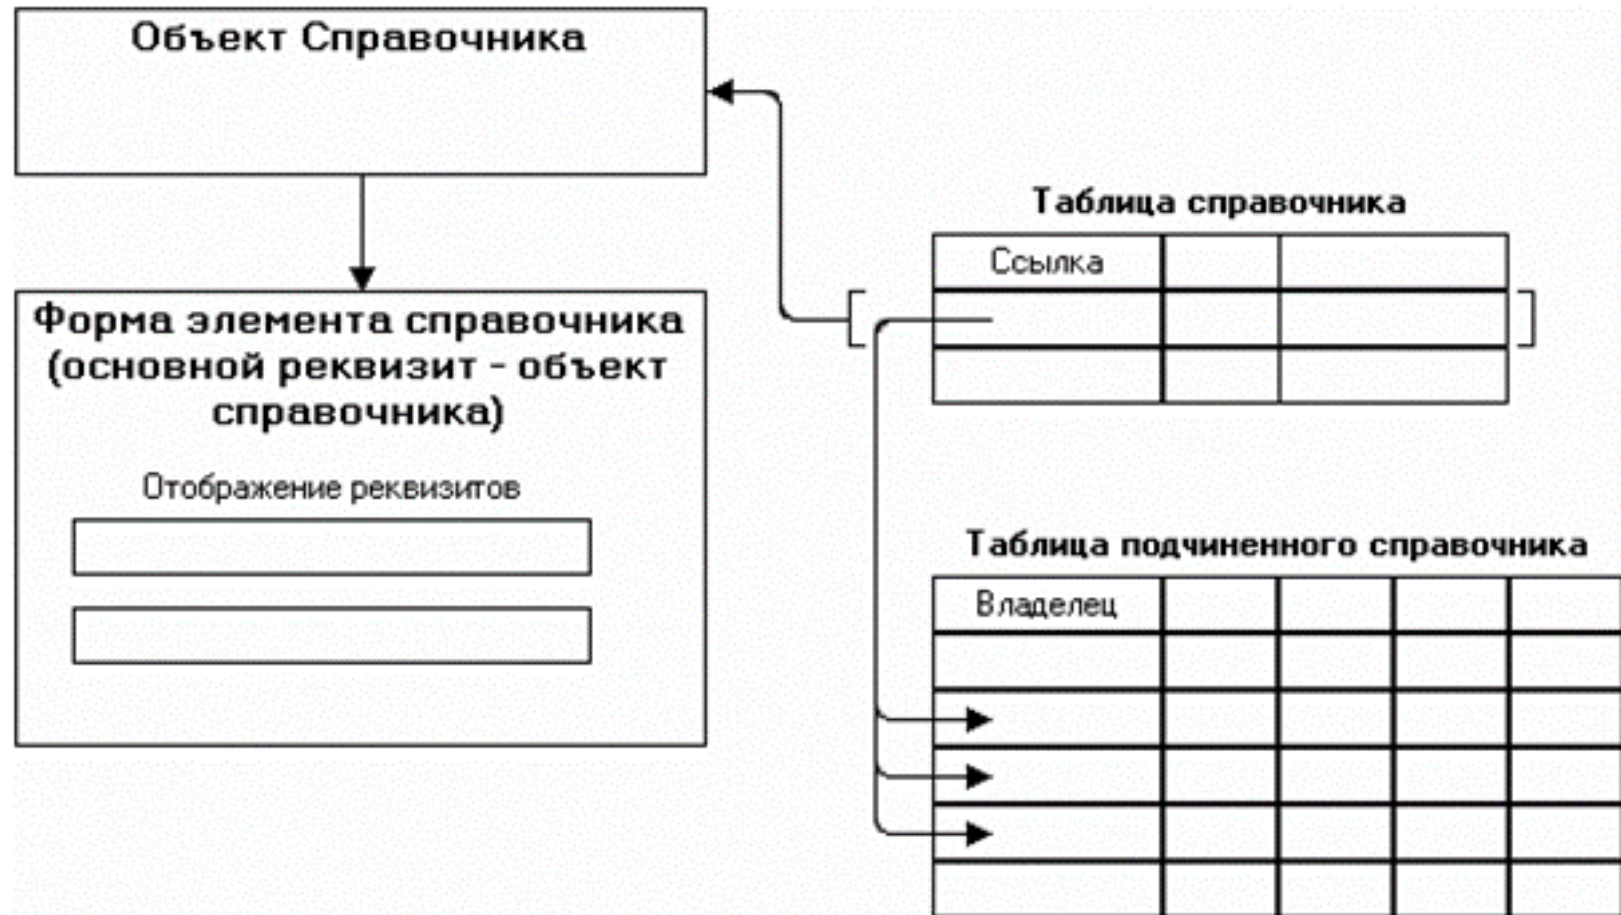 Объект Справочника
Форма элемента справочника
(основной реквизит - объект
справочника)
Отображение реквизитов
Таблица справочника
Ссылка
Таблица подчиненного справочника
Владелец